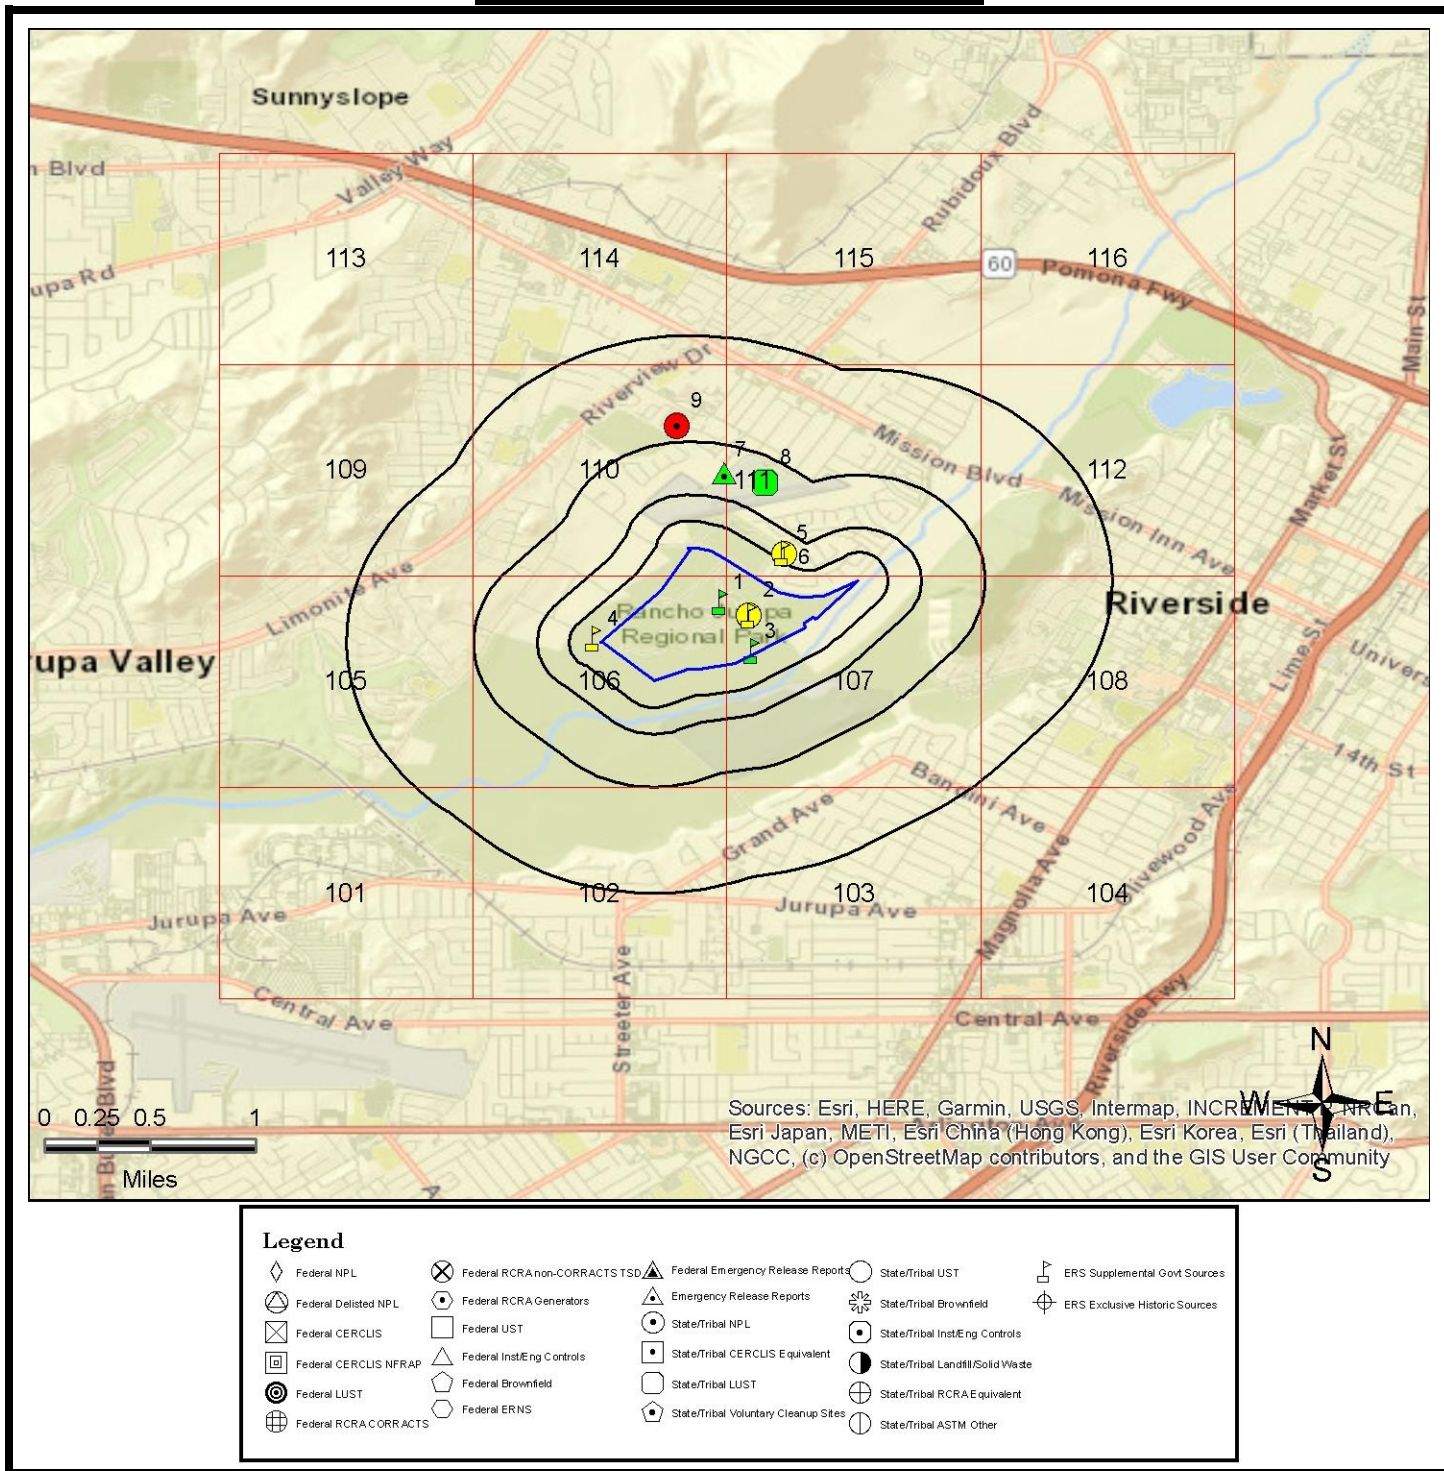 Sunnyslope
n Blvd
Valley Way
Rubidoux Blvd
113
114
115
116
60
Pomona Fwy
upa Rd
Main St
Riverview Dr
9
7
8
109
110
111
112
Mission Blvd
Market St
Mission Inn Ave
5
6
Limonite Ave
1
2
Rancho Jurupa
Regional Park
4
3
Riverside
rupa Valley
Lime St
Univers
105
106
107
108
14th St
Bandini Ave
Grand Ave
Olivewood Ave
Magnolia Ave
101
102
103
104
Jurupa Ave
Jurupa Ave
Streeter Ave
Central Ave
Central Ave
Riverside Fwy
n Bu Blvd
N
W
E
S
0 0.25 0.5 1
Miles
Sources: Esri, HERE, Garmin, USGS, Intermap, INCREMENT P, NRCan,
Esri Japan, METI, Esri China (Hong Kong), Esri Korea, Esri (Thailand),
NGCC, (c) OpenStreetMap contributors, and the GIS User Community
A
Legend
Federal NPL
Federal Delisted NPL
Federal CERCLIS
Federal CERCLIS NFRAP
Federal LUST
Federal RCRA CORRACTS
Federal RCRA non-CORRACTS TSD
Federal RCRA Generators
Federal UST
Federal Inst/Eng Controls
Federal Brownfield
Federal ERNS
Federal Emergency Release Reports
Emergency Release Reports
State/Tribal NPL
State/Tribal CERCLIS Equivalent
State/Tribal LUST
State/Tribal Voluntary Cleanup Sites
State/Tribal UST
State/Tribal Brownfield
State/Tribal Inst/Eng Controls
State/Tribal Landfill/Solid Waste
State/Tribal RCRA Equivalent
State/Tribal ASTM Other
ERS Supplemental Govt Sources
ERS Exclusive Historic Sources